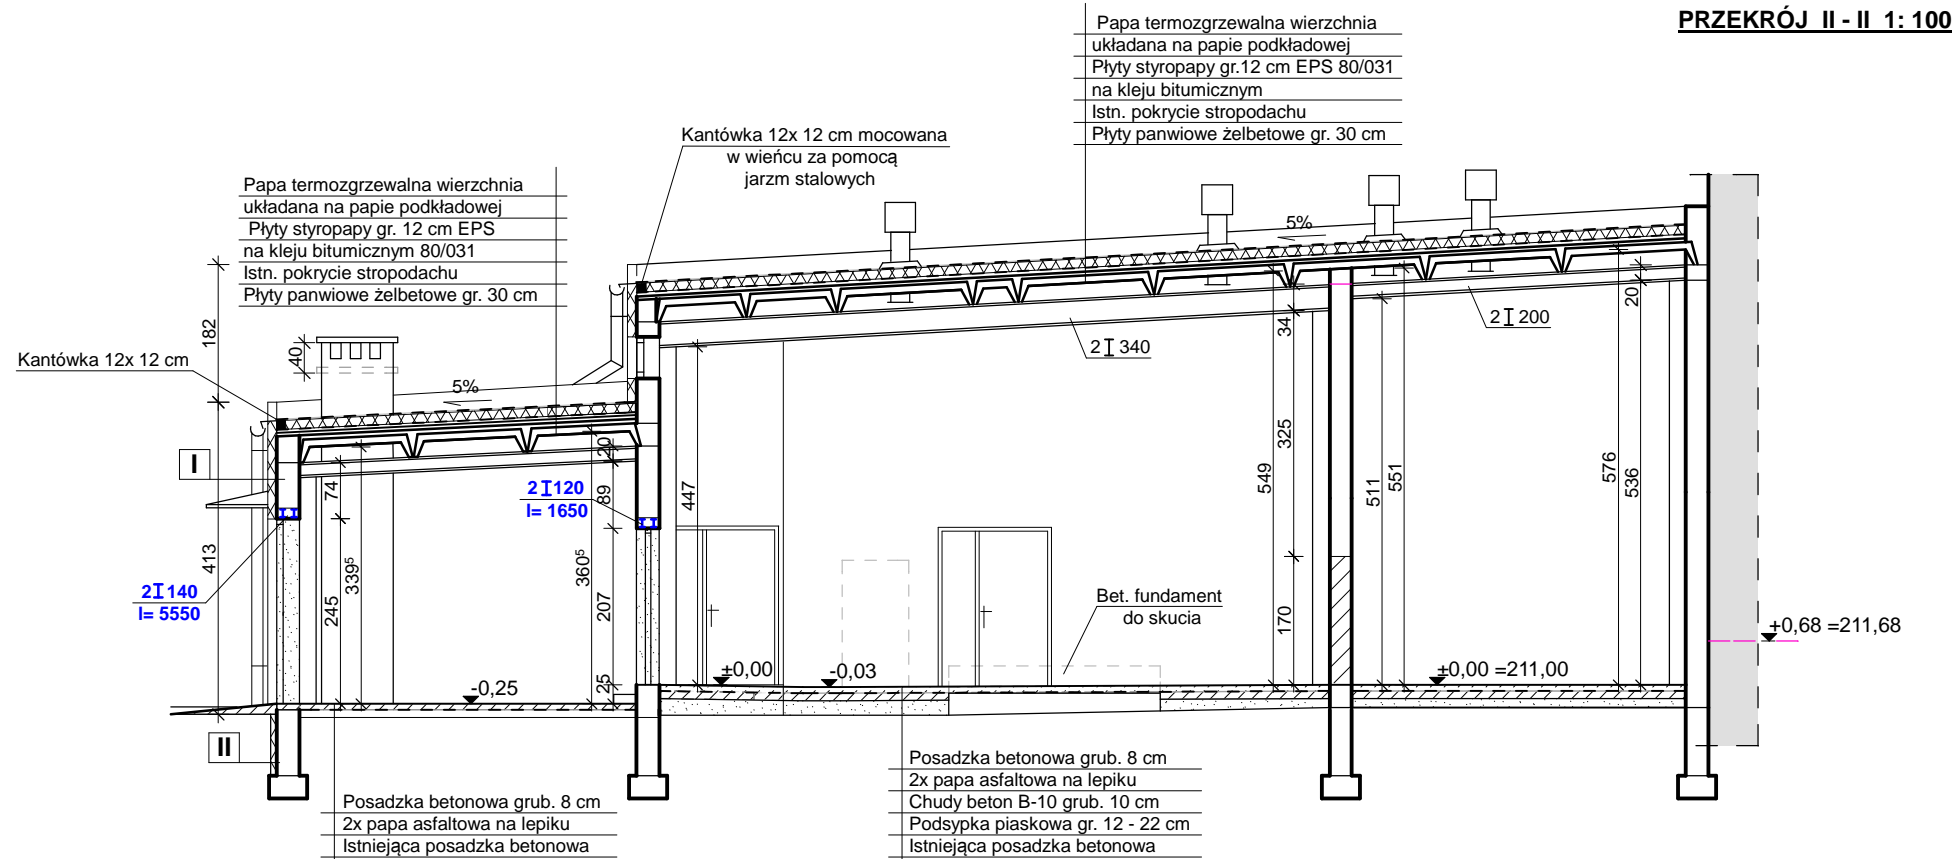 PRZEKRÓJ II - II 1: 100
Papa termozgrzewalna wierzchnia
układana na papie podkładowej
Płyty styropapy gr.12 cm EPS 80/031
na kleju bitumicznym
Istn. pokrycie stropodachu
Płyty panwiowe żelbetowe gr. 30 cm
Kantówka 12x 12 cm mocowana
w wieńcu za pomocą
jarzm stalowych
Papa termozgrzewalna wierzchnia
układana na papie podkładowej
Płyty styropapy gr. 12 cm EPS
na kleju bitumicznym 80/031
Istn. pokrycie stropodachu
Płyty panwiowe żelbetowe gr. 30 cm
Kantówka 12x 12 cm
182
40
5%
5%
I
74
20
89
2I120
l= 1650
2I140
l= 5550
413
245
339⁵
360⁵
207
25
447
2I340
2I200
34
325
549
170
511
551
576
20
536
Bet. fundament
do skucia
-0,25
±0,00
-0,03
±0,00 =211,00
+0,68 =211,68
II
Posadzka betonowa grub. 8 cm
2x papa asfaltowa na lepiku
Istniejąca posadzka betonowa
Posadzka betonowa grub. 8 cm
2x papa asfaltowa na lepiku
Chudy beton B-10 grub. 10 cm
Podsypka piaskowa gr. 12 - 22 cm
Istniejąca posadzka betonowa